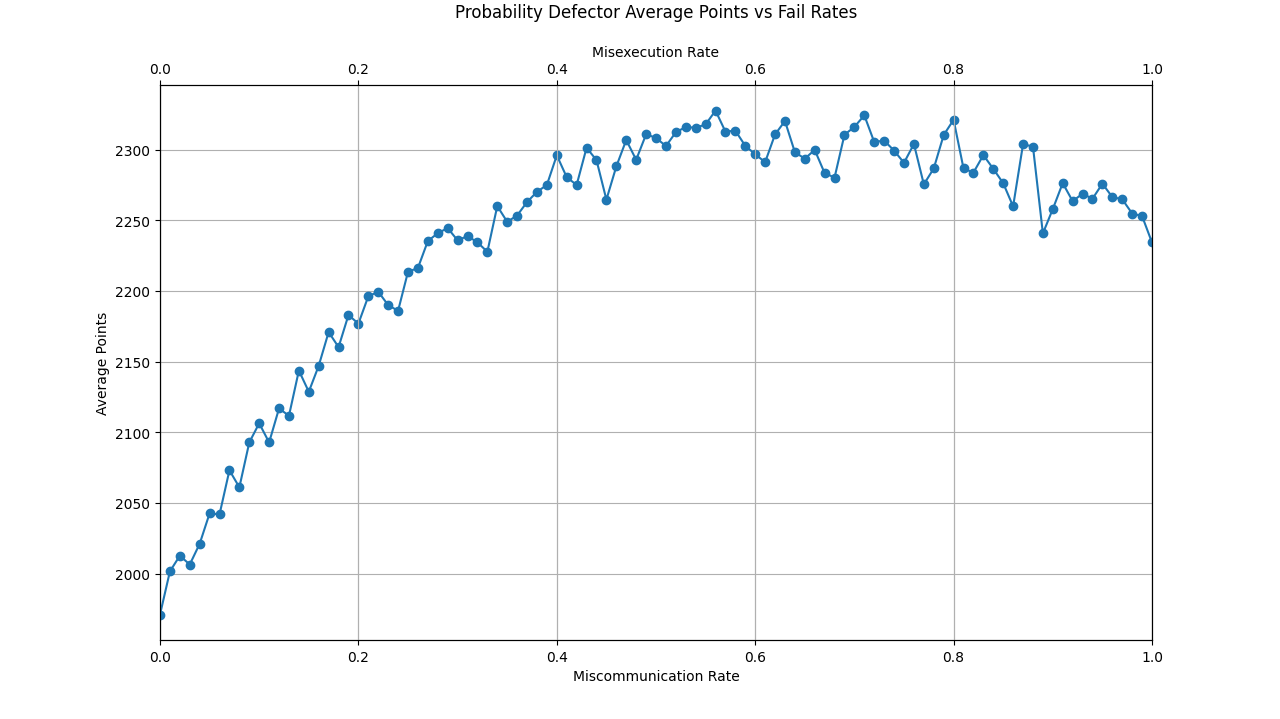 Probability Defector Average Points vs Fail Rates
Misexecution Rate
0.0 0.2 0.4 0.6 0.8 1.0
2300
2250
2200
2150
2100
2050
2000
Average Points
0.0 0.2 0.4 0.6 0.8 1.0
Miscommunication Rate